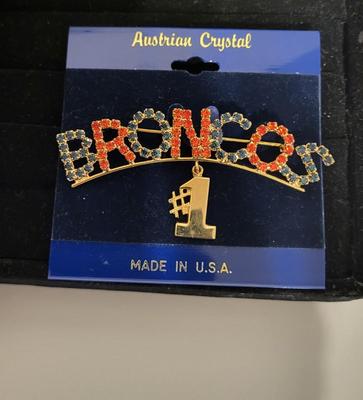 Austrian Crystal
BRONCOS
#1
MADE IN U.S.A.